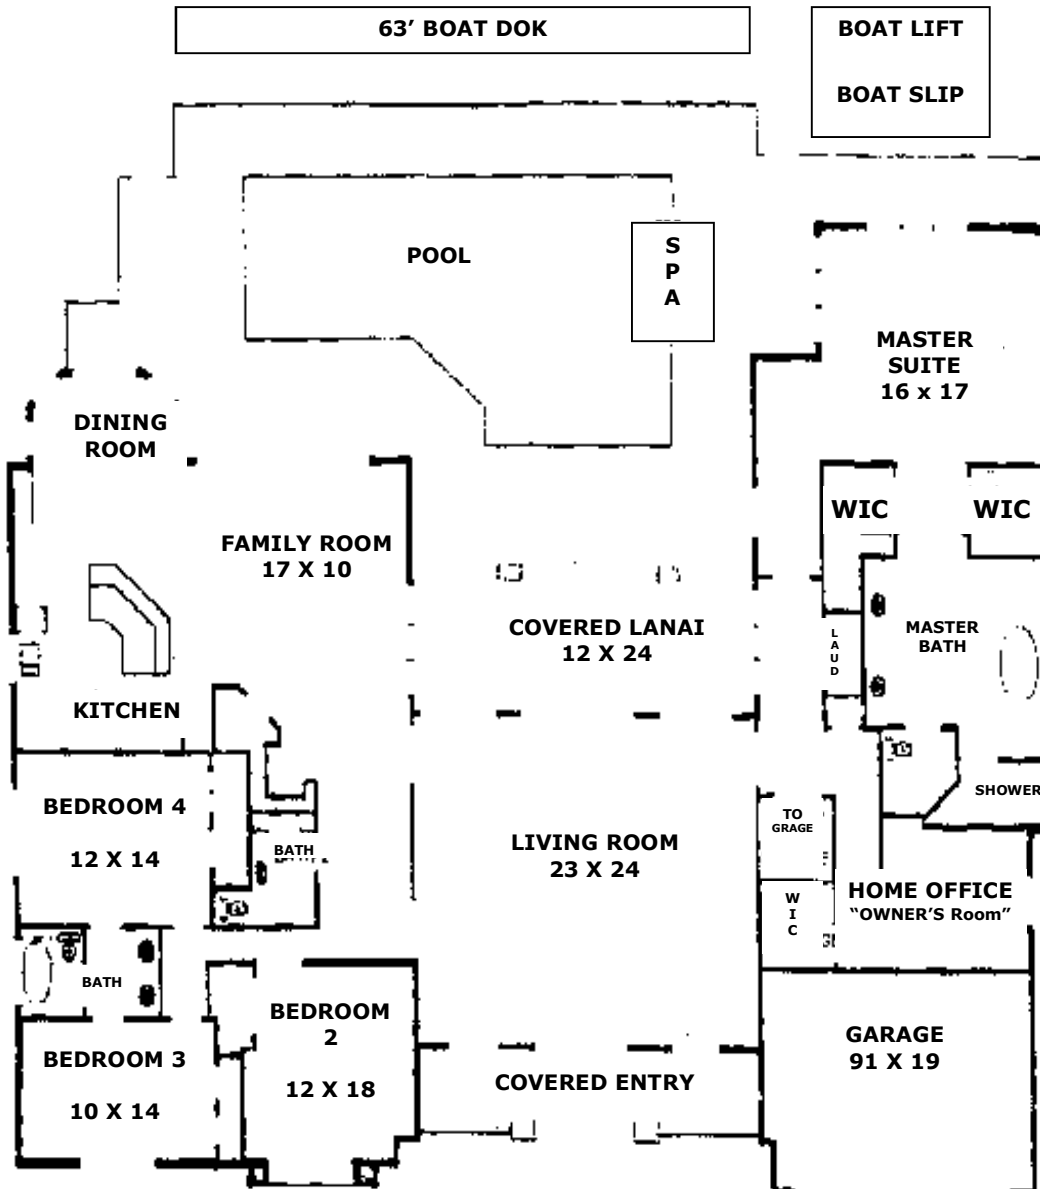 63’ BOAT DOK
BOAT LIFT
BOAT SLIP
POOL
S
P
A
MASTER
SUITE
16 x 17
DINING
ROOM
WIC
WIC
FAMILY ROOM
17 X 10
COVERED LANAI
12 X 24
L
A
U
D
MASTER
BATH
KITCHEN
SHOWER
BEDROOM 4
12 X 14
BATH
LIVING ROOM
23 X 24
TO
GRAGE
W
I
C
HOME OFFICE
“OWNER’S Room”
BATH
BEDROOM
2
12 X 18
BEDROOM 3
10 X 14
COVERED ENTRY
GARAGE
91 X 19